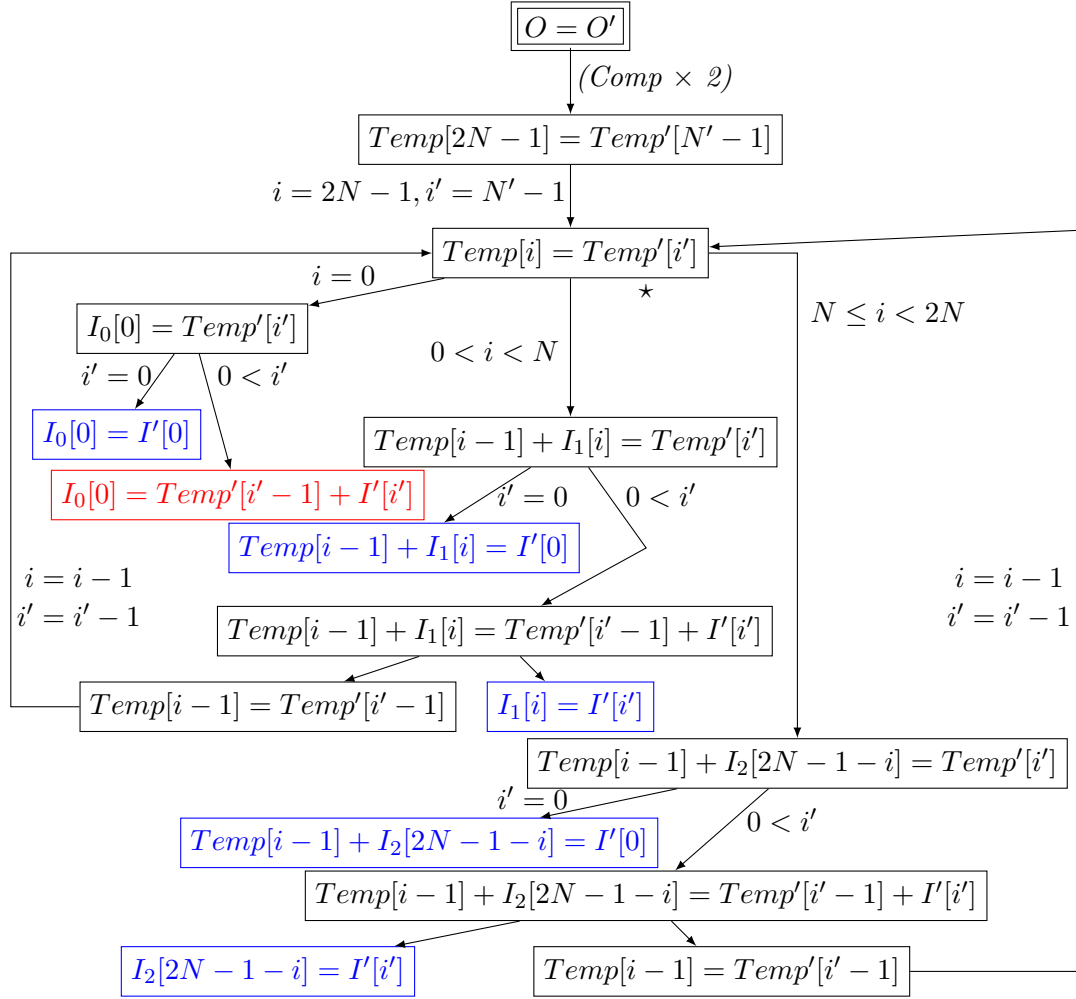 O = O′
(Comp × 2)
Temp[2N − 1] = Temp′[N′ − 1]
i = 2N − 1, i′ = N′ − 1
Temp[i] = Temp′[i′]
⋆
i = 0
N ≤ i < 2N
I₀[0] = Temp′[i′]
0 < i < N
i′ = 0
0 < i′
I₀[0] = I′[0]
Temp[i − 1] + I₁[i] = Temp′[i′]
I₀[0] = Temp′[i′ − 1] + I′[i′]
i′ = 0
0 < i′
Temp[i − 1] + I₁[i] = I′[0]
i = i − 1
i′ = i′ − 1
i = i − 1
i′ = i′ − 1
Temp[i − 1] + I₁[i] = Temp′[i′ − 1] + I′[i′]
Temp[i − 1] = Temp′[i′ − 1]
I₁[i] = I′[i′]
Temp[i − 1] + I₂[2N − 1 − i] = Temp′[i′]
i′ = 0
0 < i′
Temp[i − 1] + I₂[2N − 1 − i] = I′[0]
Temp[i − 1] + I₂[2N − 1 − i] = Temp′[i′ − 1] + I′[i′]
I₂[2N − 1 − i] = I′[i′]
Temp[i − 1] = Temp′[i′ − 1]